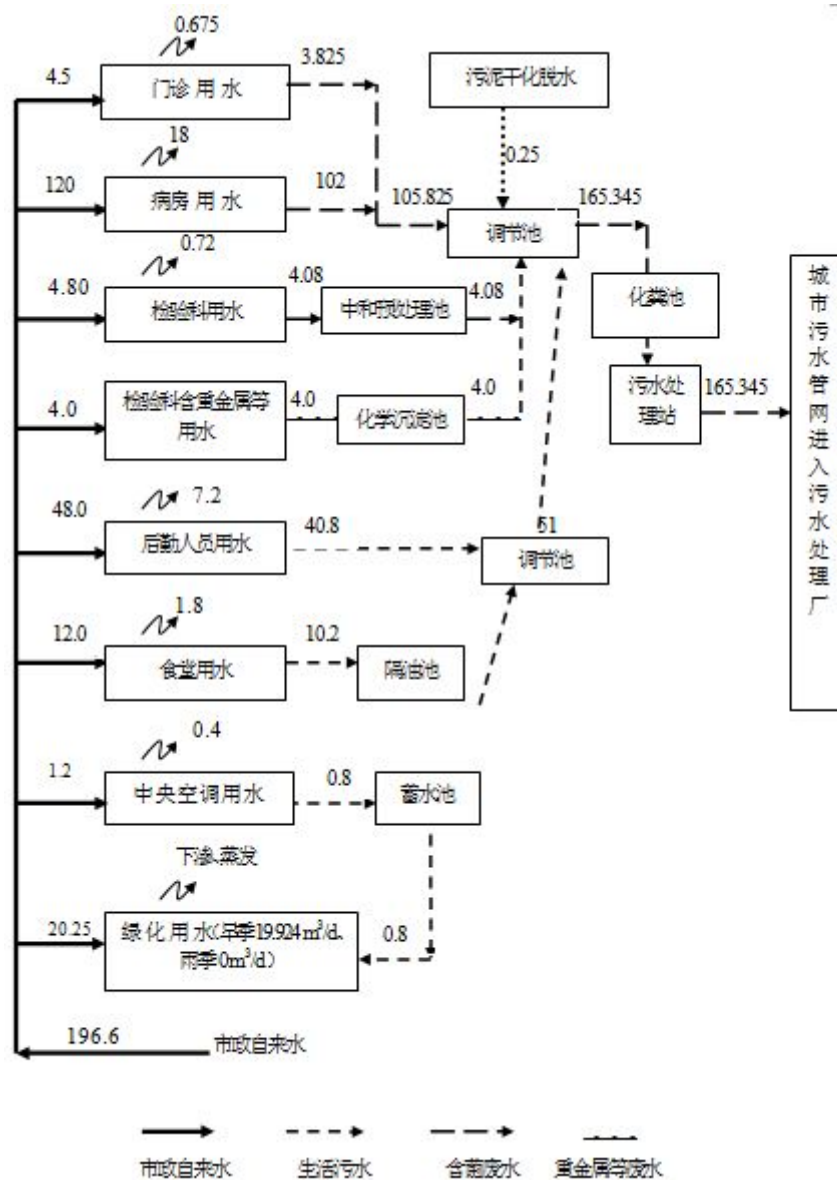 0.675
4.5
门诊用水
3.825
污泥干化脱水
0.25
18
120
病房用水
102
105.825
调节池
165.345
0.72
4.80
检验科用水
4.08
中和预处理池
4.08
化粪池
4.0
检验科含重金属等
用水
4.0
化学沉淀池
4.0
污水处
理站
165.345
城市污水管网进入污水处理厂
7.2
48.0
后勤人员用水
40.8
51
调节池
1.8
12.0
食堂用水
10.2
隔油池
0.4
1.2
中央空调用水
0.8
蓄水池
下渗、蒸发
20.25
绿化用水(旱季19.924m³/d、
雨季0m³/d)
0.8
196.6
市政自来水
市政自来水
生活污水
含菌废水
重金属等废水